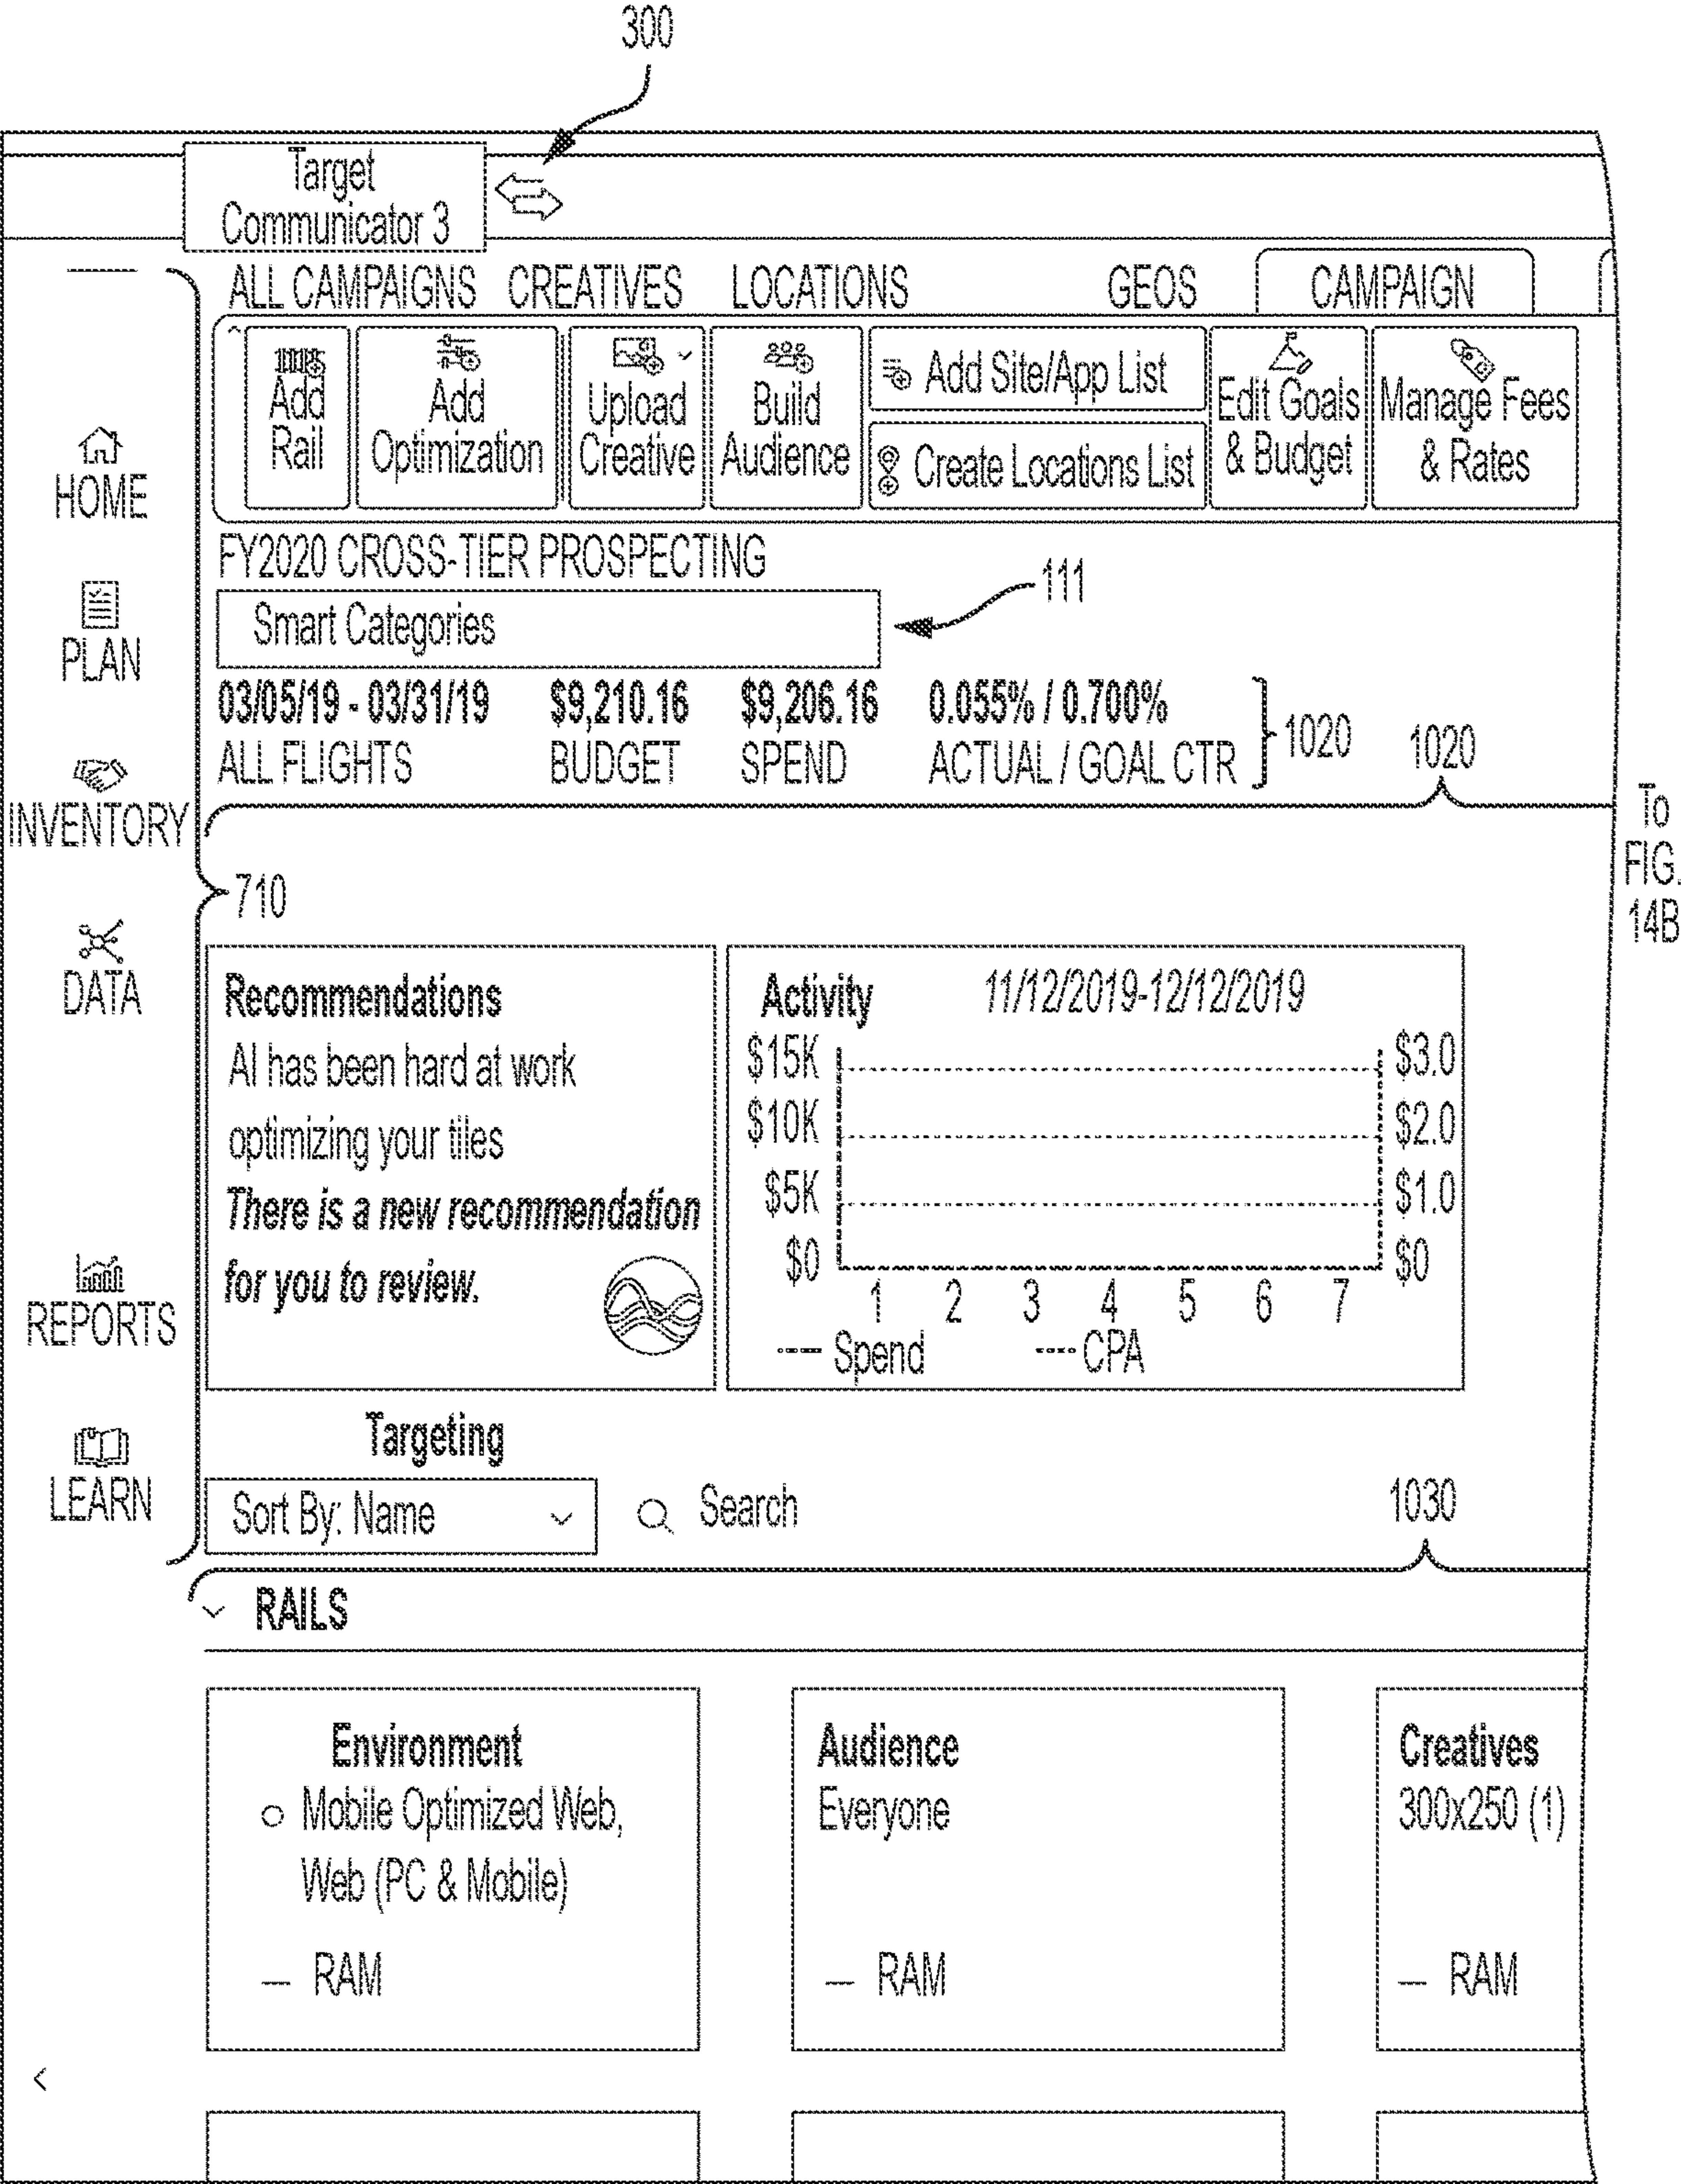 300
Target
Communicator 3
ALL CAMPAIGNS CREATIVES LOCATIONS GEOS CAMPAIGN
Add
Rail
Add
Optimization
Upload
Creative
Build
Audience
Add Site/App List
Create Locations List
Edit Goals
& Budget
Manage Fees
& Rates
HOME
PLAN
INVENTORY
DATA
REPORTS
LEARN
710
FY2020 CROSS-TIER PROSPECTING
Smart Categories
111
03/05/19 - 03/31/19 $9,210.16 $9,206.16 0.055% / 0.700%
ALL FLIGHTS BUDGET SPEND ACTUAL / GOAL CTR
1020
1020
To
FIG.
14B
Recommendations
AI has been hard at work
optimizing your tiles
There is a new recommendation
for you to review.
Activity 11/12/2019-12/12/2019
$15K $3.0
$10K $2.0
$5K $1.0
$0 $0
1 2 3 4 5 6 7
Spend CPA
Targeting
Sort By: Name Search
1030
RAILS
Environment
Mobile Optimized Web,
Web (PC & Mobile)
RAM
Audience
Everyone
RAM
Creatives
300x250 (1)
RAM